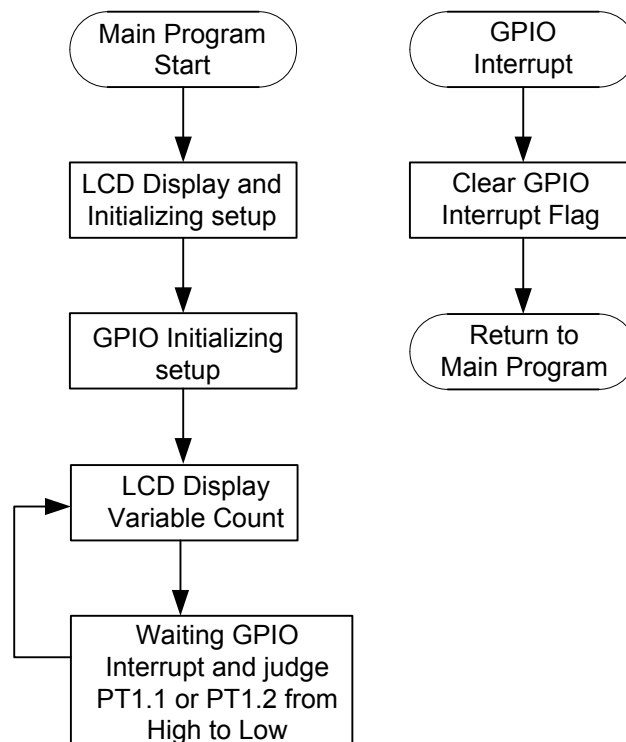 Main Program
Start
LCD Display and
Initializing setup
GPIO Initializing
setup
LCD Display
Variable Count
Waiting GPIO
Interrupt and judge
PT1.1 or PT1.2 from
High to Low
GPIO
Interrupt
Clear GPIO
Interrupt Flag
Return to
Main Program